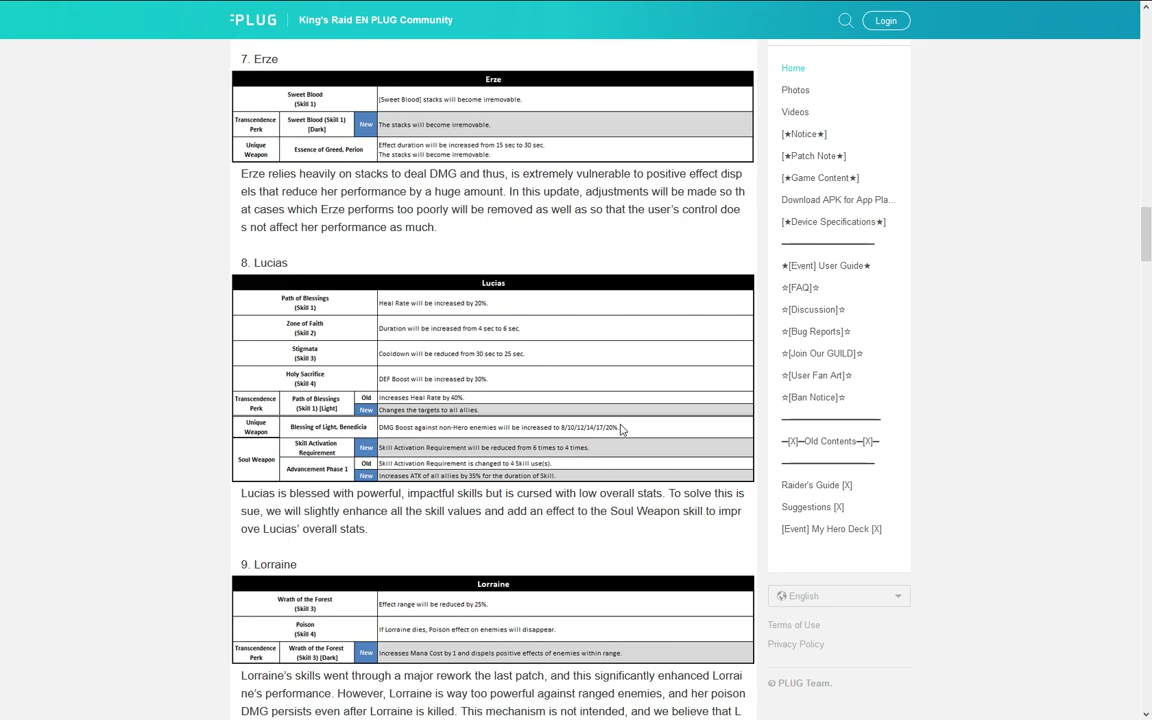 PLUG
King's Raid EN PLUG Community
Login
7. Erze
Erze
Sweet Blood
(Skill 1)
[Sweet Blood] stacks will become irremovable.
Transcendence
Perk
Sweet Blood (Skill 1)
[Dark]
New
The stacks will become irremovable.
Unique
Weapon
Essence of Greed, Perion
Effect duration will be increased from 15 sec to 30 sec.
The stacks will become irremovable.
Erze relies heavily on stacks to deal DMG and thus, is extremely vulnerable to positive effect disp
els that reduce her performance by a huge amount. In this update, adjustments will be made so th
at cases which Erze performs too poorly will be removed as well as so that the user's control doe
s not affect her performance as much.
8. Lucias
Lucias
Path of Blessings
(Skill 1)
Heal Rate will be increased by 20%.
Zone of Faith
(Skill 2)
Duration will be increased from 4 sec to 6 sec.
Stigmata
(Skill 3)
Cooldown will be reduced from 30 sec to 25 sec.
Holy Sacrifice
(Skill 4)
DEF Boost will be increased by 30%.
Transcendence
Perk
Path of Blessings
(Skill 1) [Light]
Old
Increases Heal Rate by 40%.
New
Changes the targets to all allies.
Unique
Weapon
Blessing of Light, Benedicia
DMG Boost against non-Hero enemies will be increased to 8/10/12/14/17/20%.
Soul Weapon
Skill Activation
Requirement
New
Skill Activation Requirement will be reduced from 6 times to 4 times.
Advancement Phase 1
Old
Skill Activation Requirement is changed to 4 Skill use(s).
New
Increases ATK of all allies by 35% for the duration of Skill.
Lucias is blessed with powerful, impactful skills but is cursed with low overall stats. To solve this is
sue, we will slightly enhance all the skill values and add an effect to the Soul Weapon skill to impr
ove Lucias' overall stats.
9. Lorraine
Lorraine
Wrath of the Forest
(Skill 3)
Effect range will be reduced by 25%.
Poison
(Skill 4)
If Lorraine dies, Poison effect on enemies will disappear.
Transcendence
Perk
Wrath of the Forest
(Skill 3) [Dark]
New
Increases Mana Cost by 1 and dispels positive effects of enemies within range.
Lorraine's skills went through a major rework the last patch, and this significantly enhanced Lorrai
ne's performance. However, Lorraine is way too powerful against ranged enemies, and her poison
DMG persists even after Lorraine is killed. This mechanism is not intended, and we believe that L
Home
Photos
Videos
[★Notice★]
[★Patch Note★]
[★Game Content★]
Download APK for App Pla...
[★Device Specifications★]
━━━━━━━━━━━━━
★[Event] User Guide★
☆[FAQ]☆
☆[Discussion]☆
☆[Bug Reports]☆
☆[Join Our GUILD]☆
☆[User Fan Art]☆
☆[Ban Notice]☆
━━━━━━━━━━━━━
━[X]━Old Contents━[X]━
━━━━━━━━━━━━━
Raider's Guide [X]
Suggestions [X]
[Event] My Hero Deck [X]
English
Terms of Use
Privacy Policy
© PLUG Team.